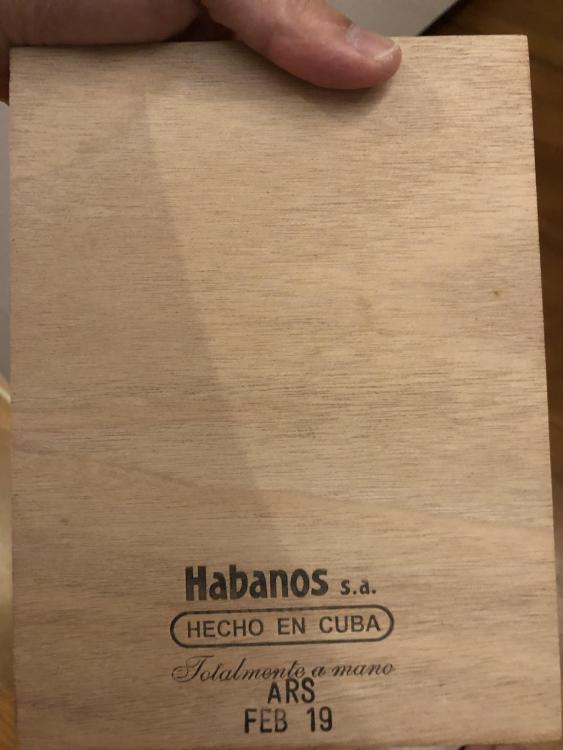 Habanos s.a.
HECHO EN CUBA
Totalmente a mano
ARS
FEB 19